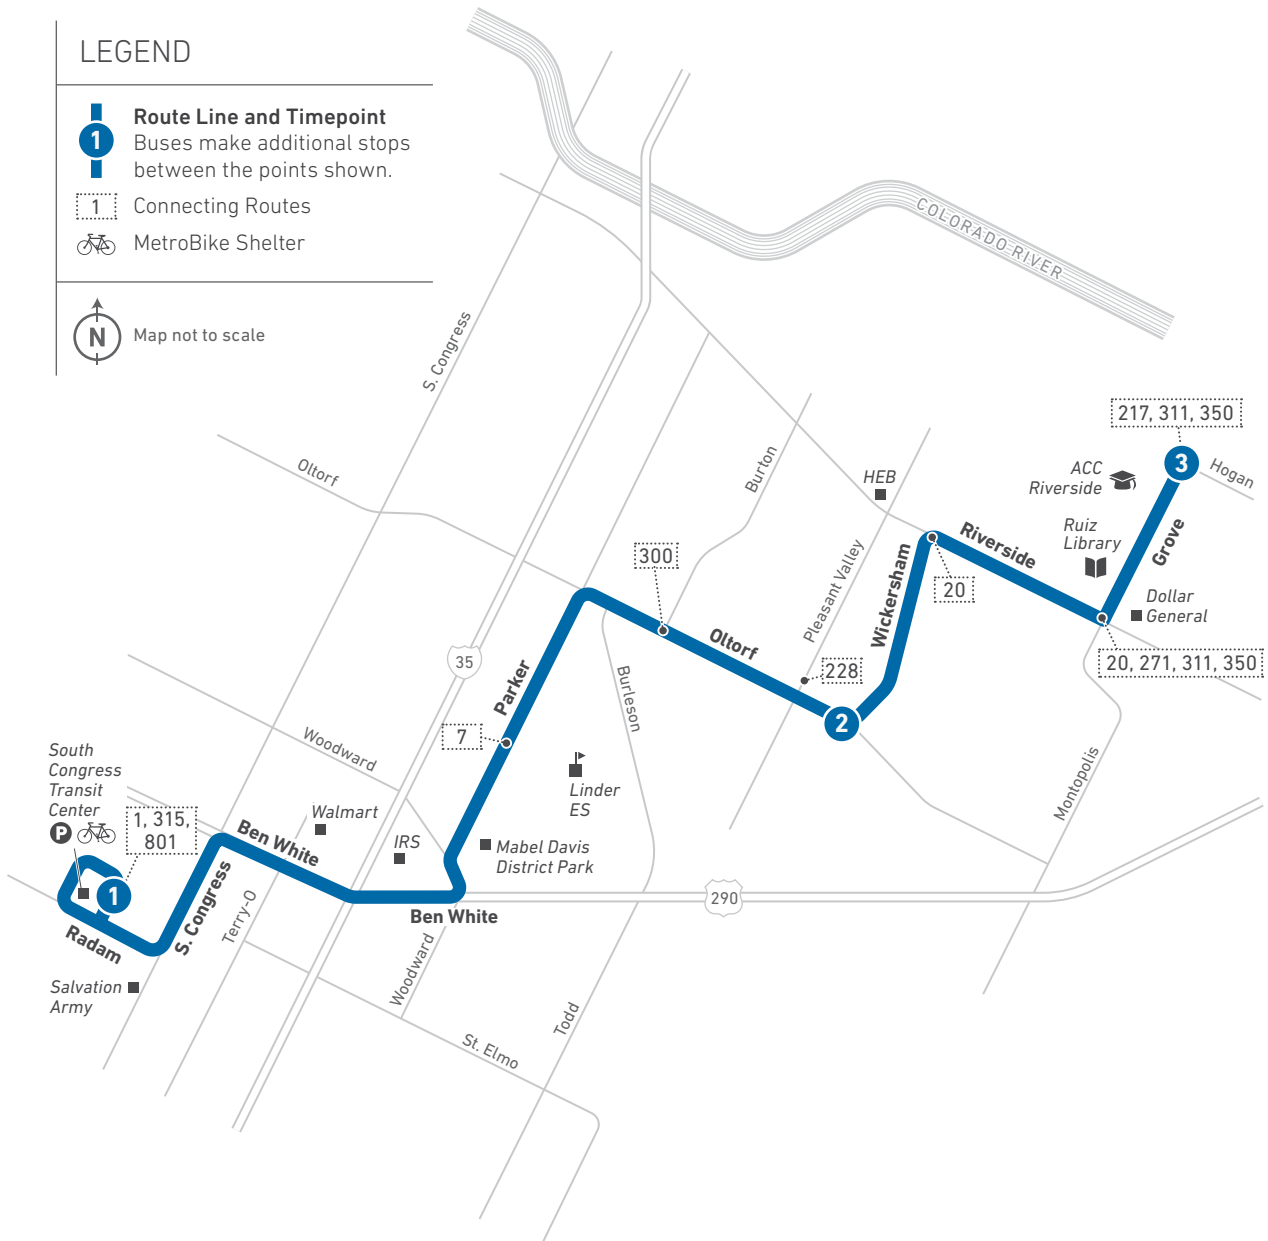 LEGEND
1
Route Line and Timepoint
Buses make additional stops
between the points shown.
1
Connecting Routes
MetroBike Shelter
N
Map not to scale
COLORADO RIVER
S. Congress
Oltorf
Burton
HEB
217, 311, 350
3
Hogan
ACC
Riverside
Ruiz
Library
Grove
Riverside
Dollar
General
20
20, 271, 311, 350
Wickersham
Pleasant Valley
300
Oltorf
228
2
Burleson
Parker
35
7
Linder
ES
Montopolis
Woodward
South
Congress
Transit
Center
P
1, 315,
801
1
Walmart
Ben White
IRS
Mabel Davis
District Park
290
Ben White
S. Congress
Terry-O
Radam
Salvation
Army
Woodward
Todd
St. Elmo